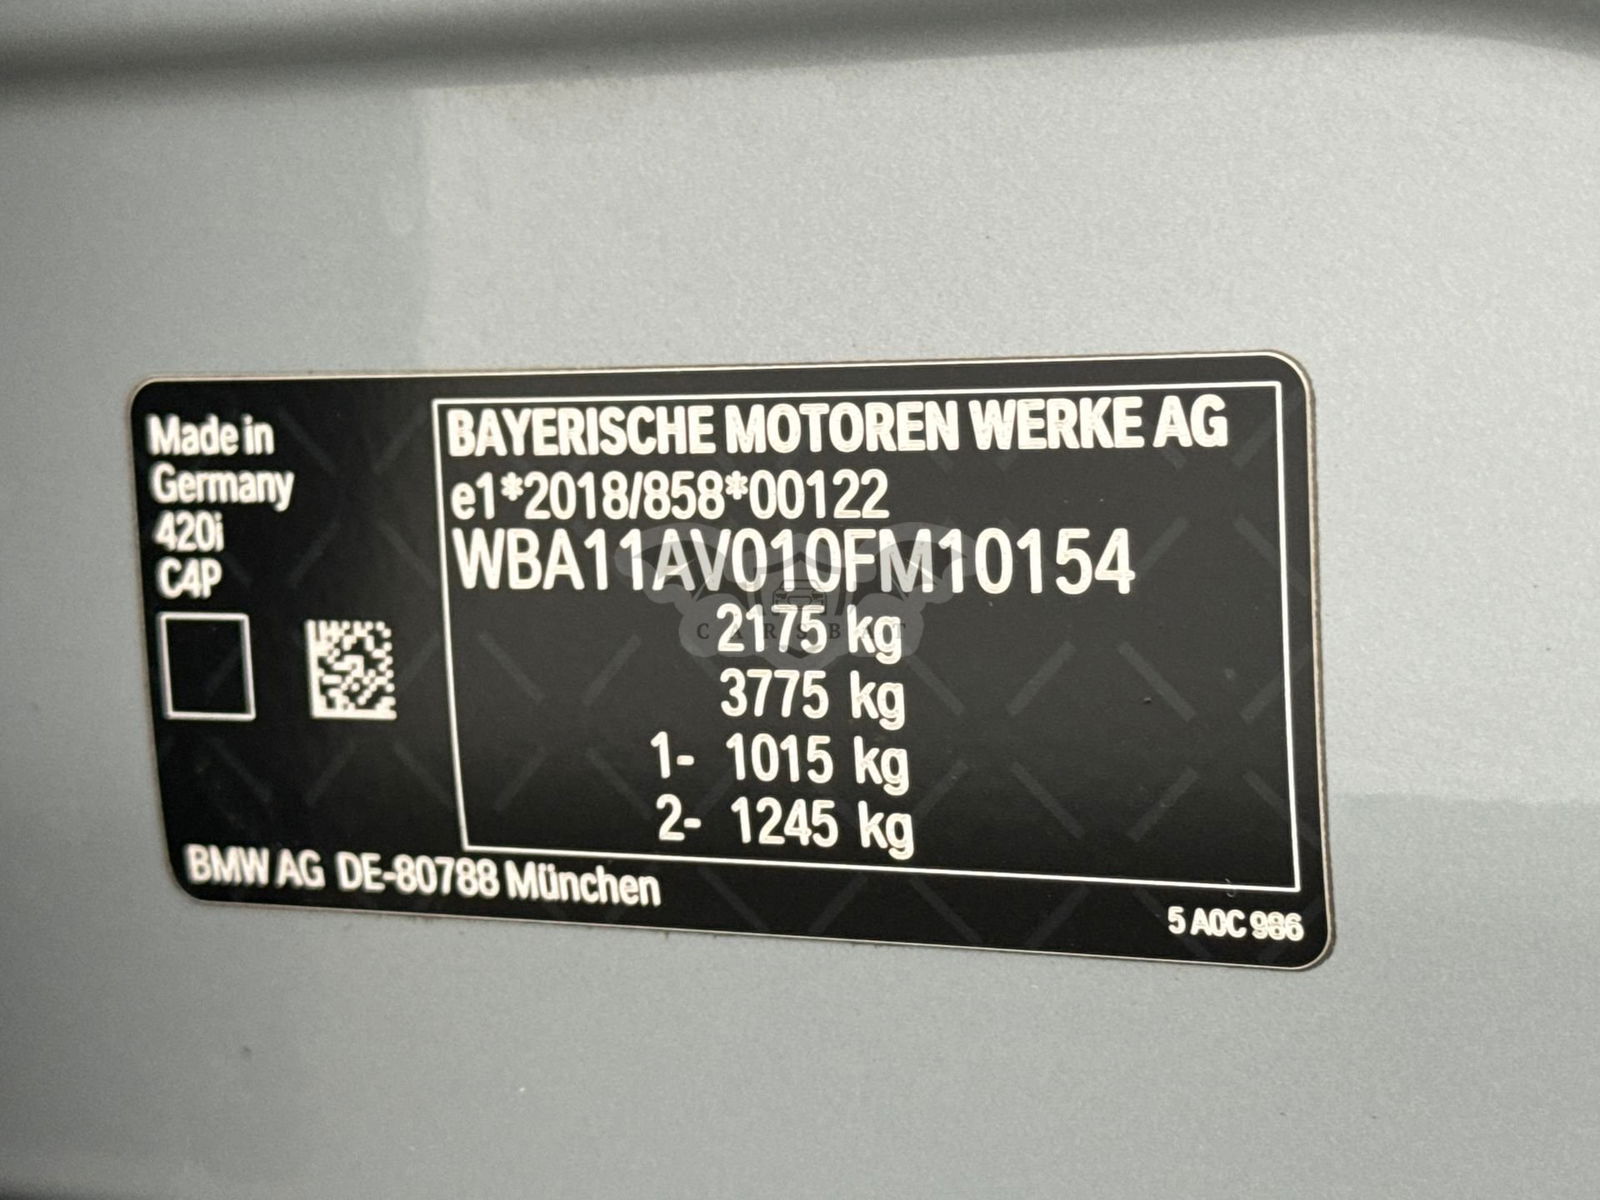 Made in
Germany
420i
C4P
BAYERISCHE MOTOREN WERKE AG
e1*2018/858*00122
WBA11AV010FM10154
2175 kg
3775 kg
1- 1015 kg
2- 1245 kg
CARSBAT
BMW AG DE-80788 München
5 A0C 986